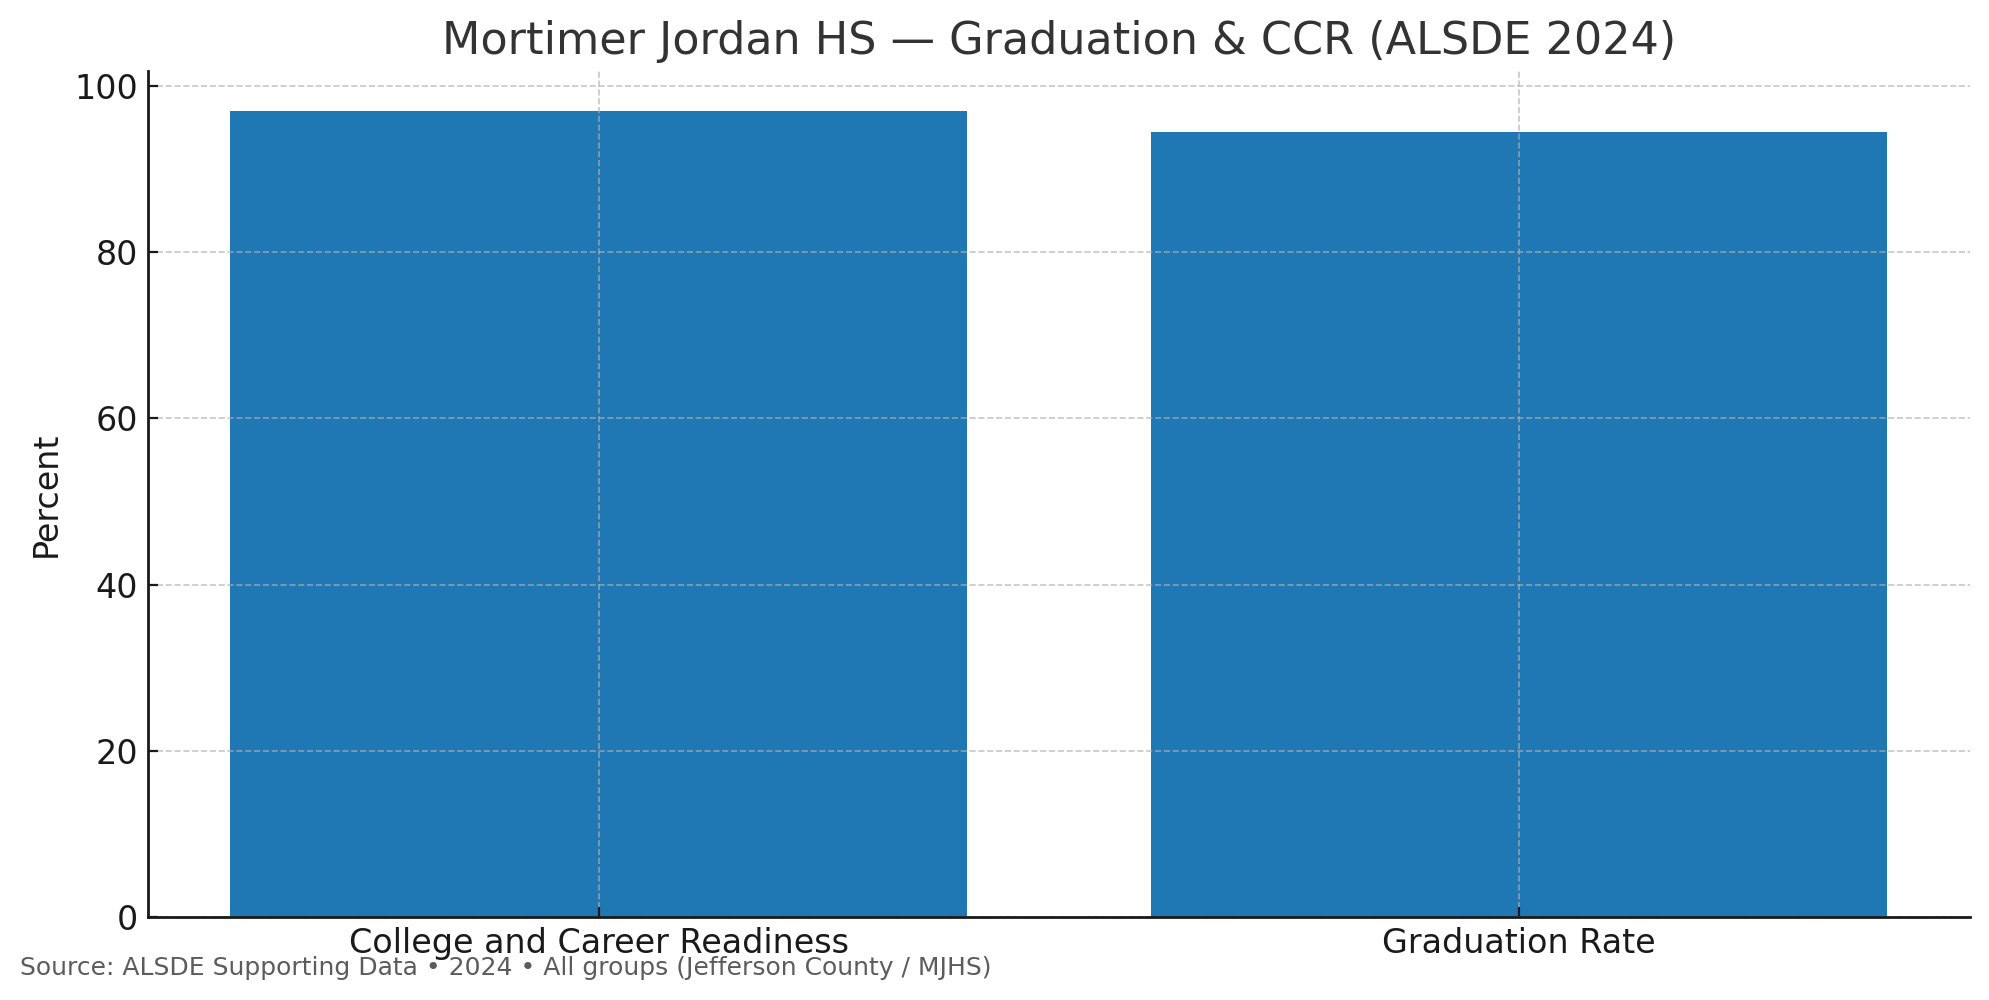 Mortimer Jordan HS — Graduation & CCR (ALSDE 2024)
100
80
60
40
20
0
Percent
College and Career Readiness
Graduation Rate
Source: ALSDE Supporting Data • 2024 • All groups (Jefferson County / MJHS)